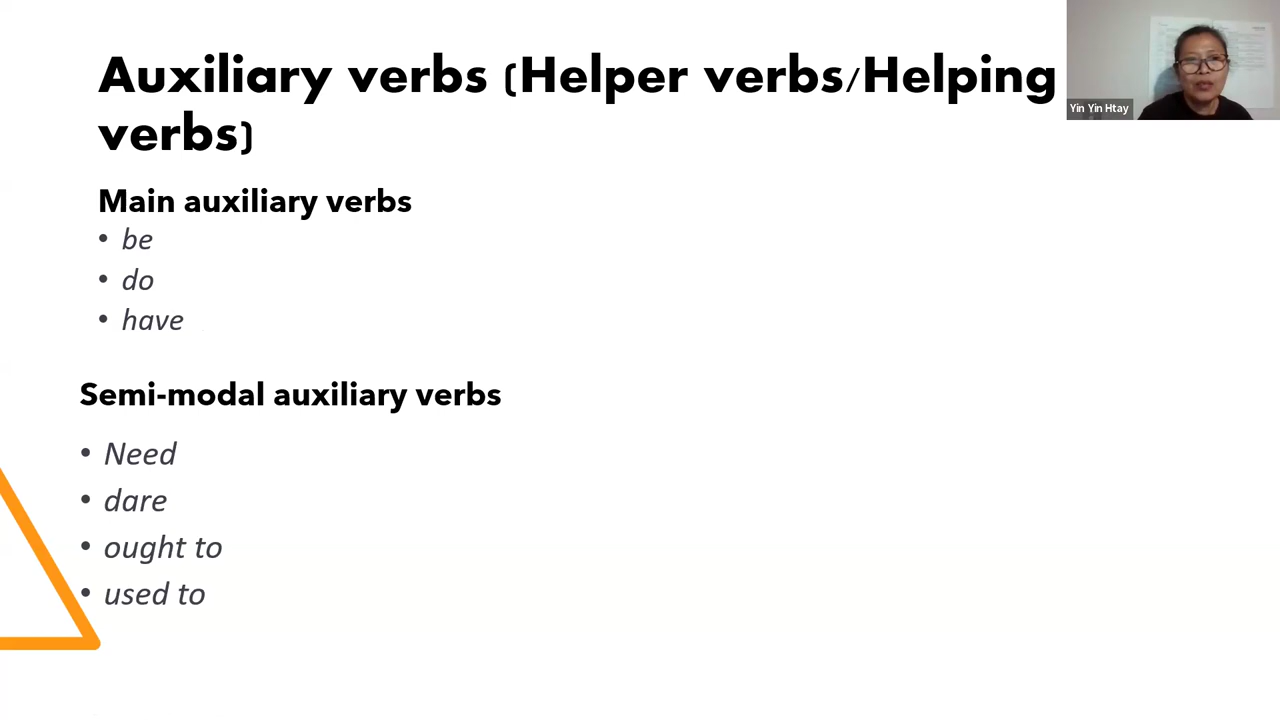 Auxiliary verbs (Helper verbs/Helping
verbs)
Yin Yin Htay
Main auxiliary verbs
• be
• do
• have
Semi-modal auxiliary verbs
• Need
• dare
• ought to
• used to